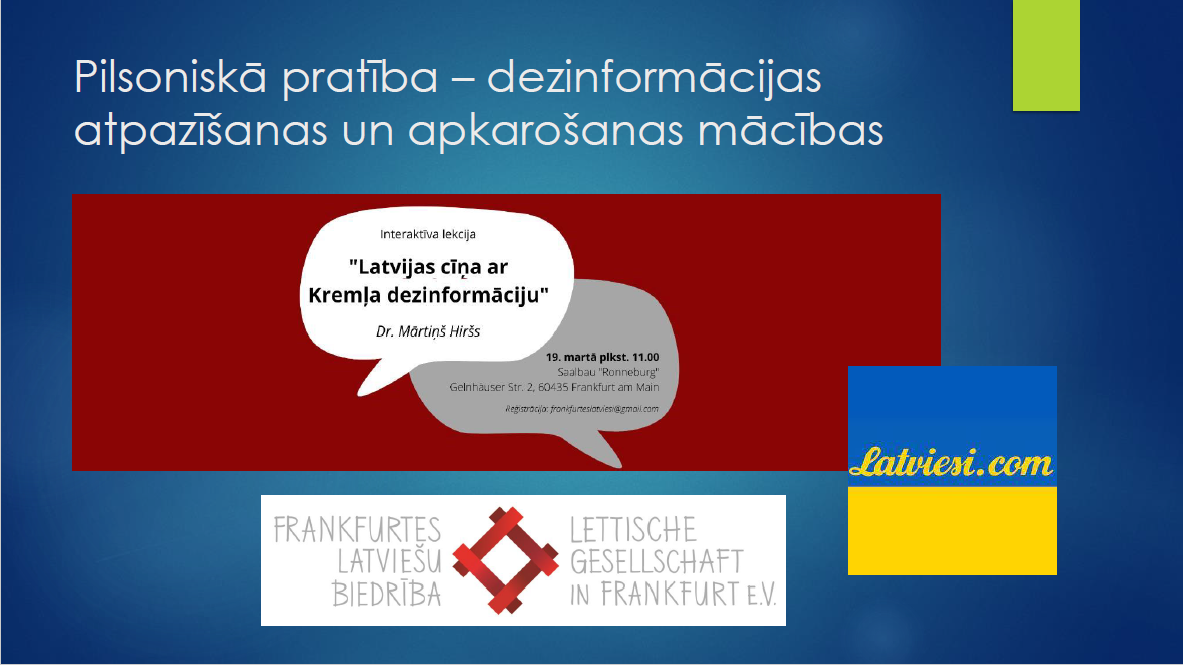 Pilsoniskā pratība – dezinformācijas
atpazīšanas un apkarošanas mācības
Interaktīva lekcija
"Latvijas cīņa ar
Kremļa dezinformāciju"
Dr. Mārtiņš Hiršs
19. martā plkst. 11.00
Saalbau "Ronneburg"
Gelnhäuser Str. 2, 60435 Frankfurt am Main
Reģistrācija: frankfurteslatviesi@gmail.com
Latviesi.com
FRANKFURTES
LATVIEŠU
BIEDRĪBA
LETTISCHE
GESELLSCHAFT
IN FRANKFURT E.V.